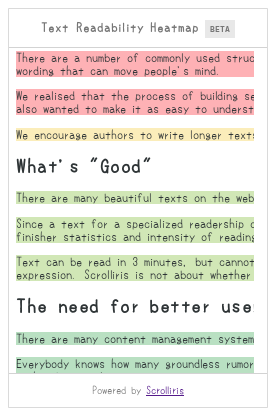 Text Readability Heatmap BETA
There are a number of commonly used struc
wording that can move people's mind.
We realised that the process of building se
also wanted to make it as easy to underst
We encourage authors to write longer texts
What's "Good"
There are many beautiful texts on the web
Since a text for a specialized readership c
finisher statistics and intensity of reading
Text can be read in 3 minutes, but cannot
expression. Scrolliris is not about whether
The need for better use
There are many content management system
Everybody knows how many groundless rumor
Powered by Scrolliris